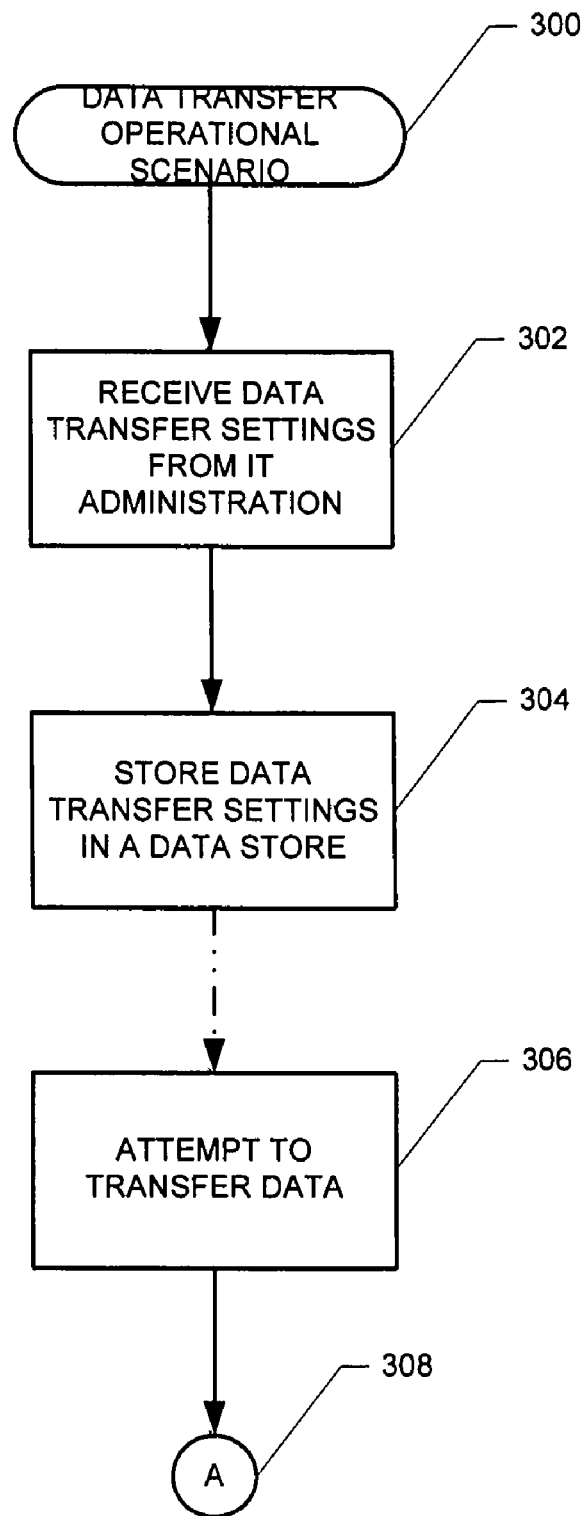 300
DATA TRANSFER
OPERATIONAL
SCENARIO
302
RECEIVE DATA
TRANSFER SETTINGS
FROM IT
ADMINISTRATION
304
STORE DATA
TRANSFER SETTINGS
IN A DATA STORE
306
ATTEMPT TO
TRANSFER DATA
308
A